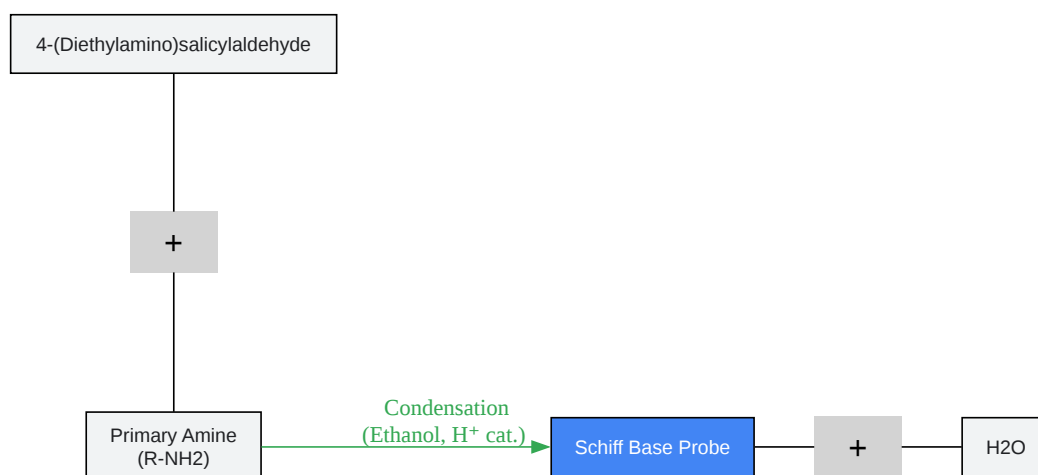 4-(Diethylamino)salicylaldehyde
+
Condensation
(Ethanol, H⁺ cat.)
Primary Amine
(R-NH2)
Schiff Base Probe
+
H2O